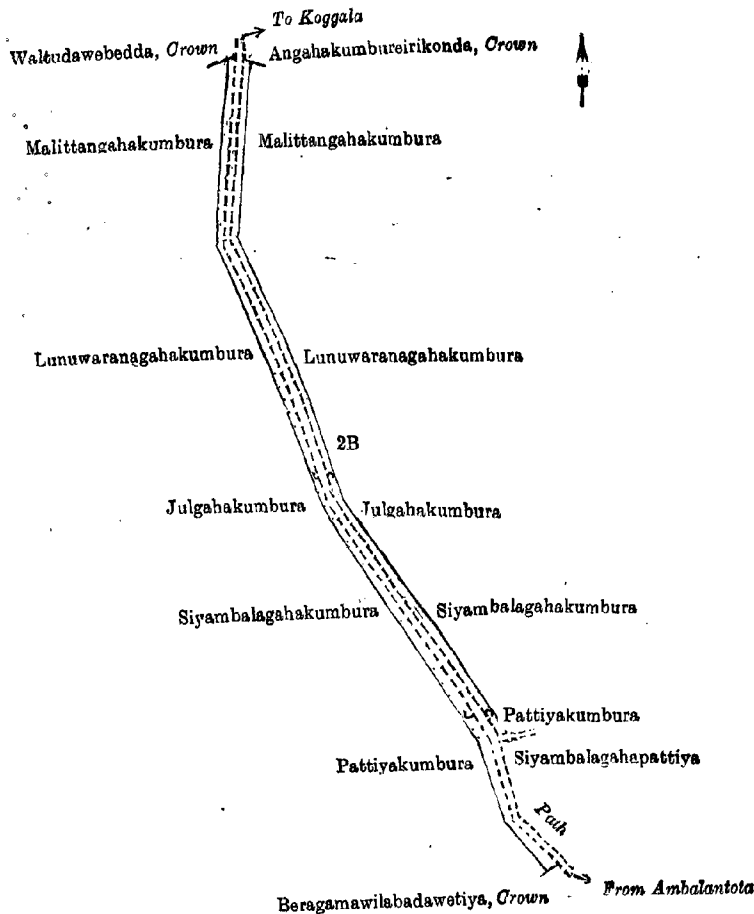 To Koggala
Waltudawebedda, Crown
Angahakumbureirikonda, Crown
Malittangahakumbura
Malittangahakumbura
Lunuwaranagahakumbura
Lunuwaranagahakumbura
2B
Julgahakumbura
Julgahakumbura
Siyambalagahakumbura
Siyambalagahakumbura
Pattiyakumbura
Pattiyakumbura
Siyambalagahapattiya
Path
From Ambalantota
Beragamawilabadawetiya, Crown